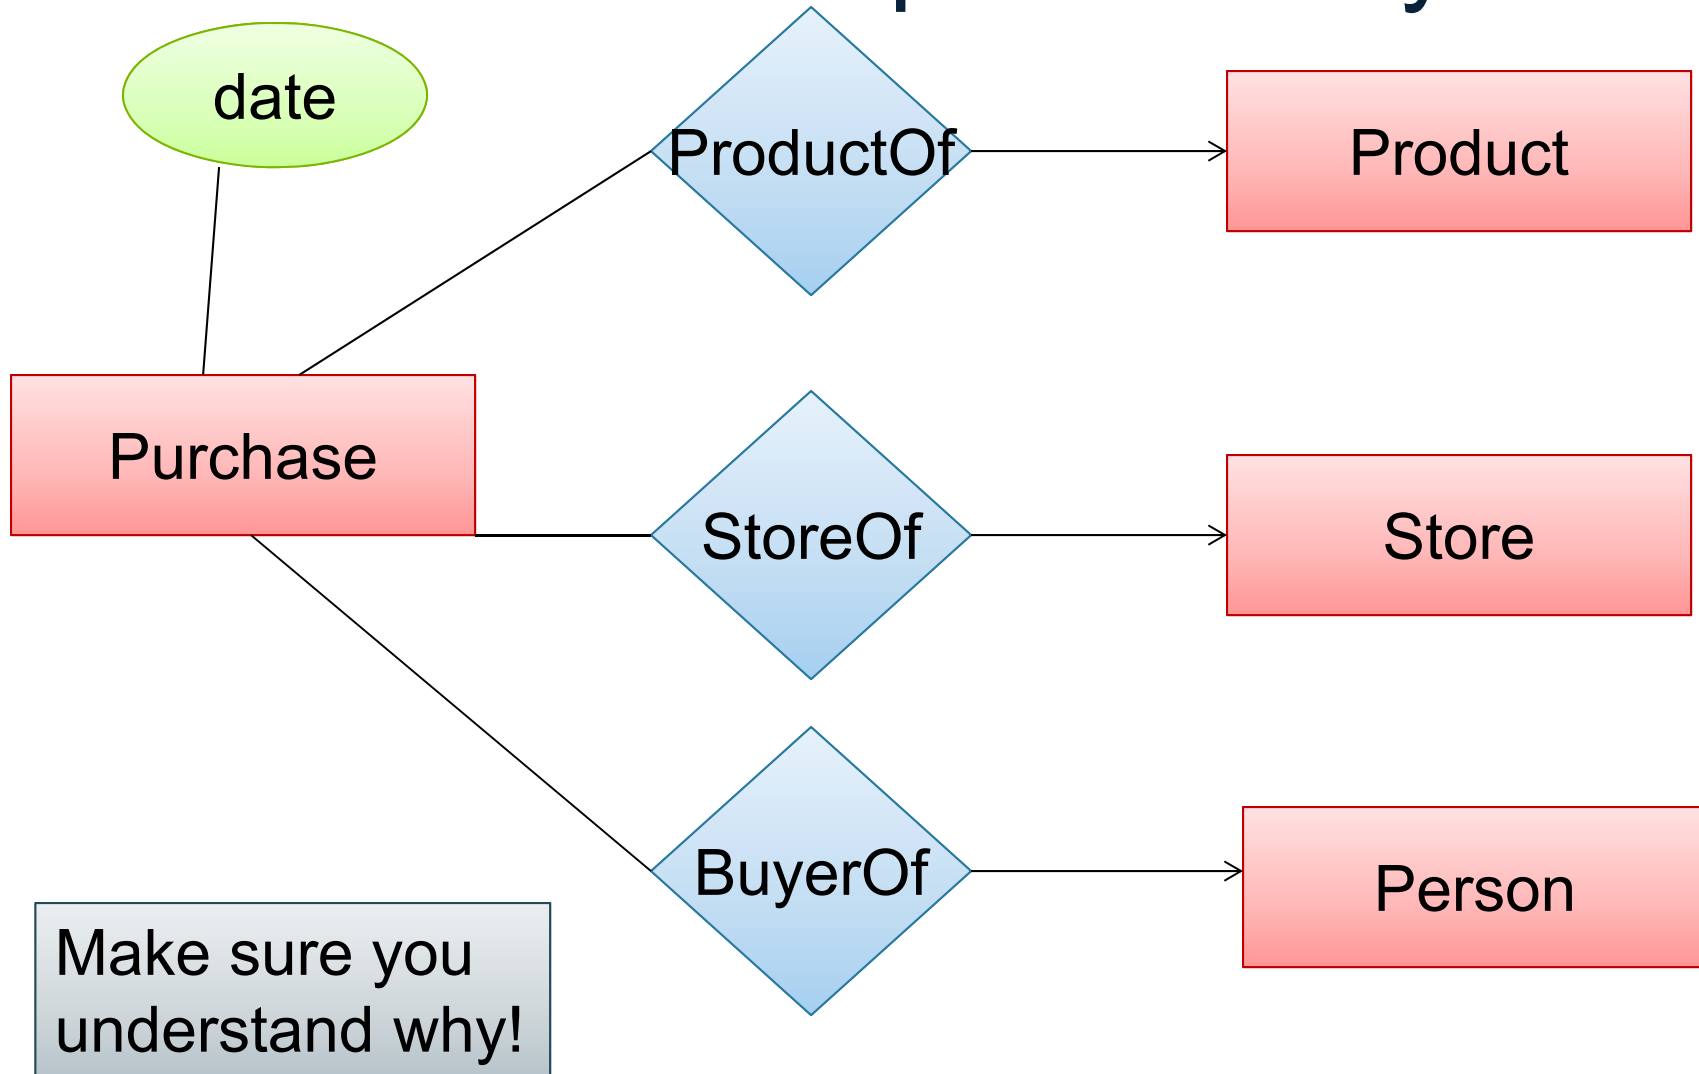 date
ProductOf
Product
Purchase
StoreOf
Store
BuyerOf
Person
Make sure you
understand why!